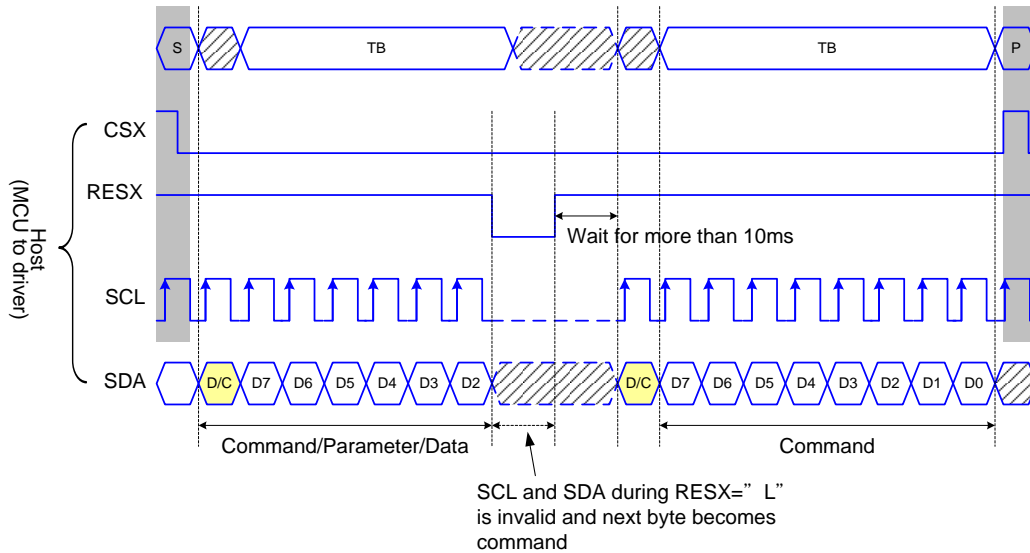 S TB TB P
CSX
RESX
Wait for more than 10ms
Host
(MCU to driver)
SCL
SDA D/C D7 D6 D5 D4 D3 D2 D/C D7 D6 D5 D4 D3 D2 D1 D0
Command/Parameter/Data Command
SCL and SDA during RESX=” L”
is invalid and next byte becomes
command